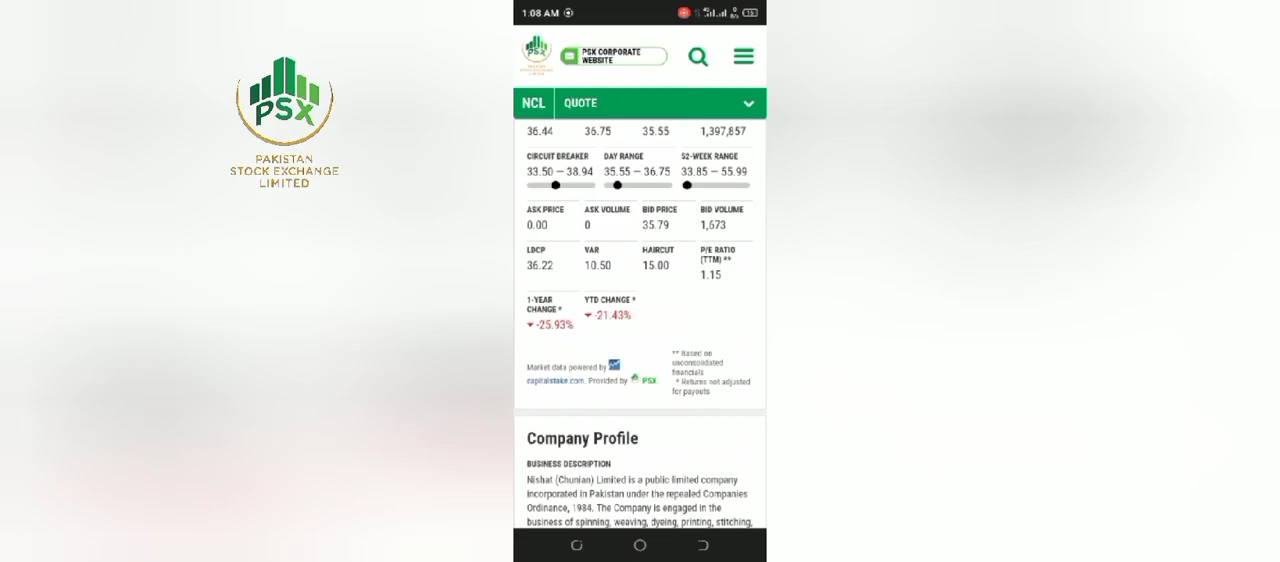 PSX
PAKISTAN
STOCK EXCHANGE
LIMITED
1:08 AM
PSX
PSX CORPORATE
WEBSITE
NCL QUOTE
36.44 36.75 35.55 1,397,857
CIRCUIT BREAKER DAY RANGE 52-WEEK RANGE
33.50 — 38.94 35.55 — 36.75 33.85 — 55.99
ASK PRICE ASK VOLUME BID PRICE BID VOLUME
0.00 0 35.79 1,673
LDCP VAR HAIRCUT P/E RATIO
(TTM) **
36.22 10.50 15.00 1.15
1-YEAR
CHANGE * YTD CHANGE *
-25.93% -21.43%
Market data powered by
capitalstake.com. Provided by PSX
** Based on
unconsolidated
financials
* Returns not adjusted
for payouts
Company Profile
BUSINESS DESCRIPTION
Nishat (Chunian) Limited is a public limited company
incorporated in Pakistan under the repealed Companies
Ordinance, 1984. The Company is engaged in the
business of spinning, weaving, dyeing, printing, stitching,